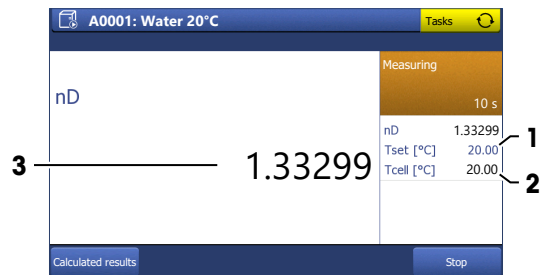 A0001: Water 20°C
Tasks
Measuring
10 s
nD
nD 1.33299
Tset [°C] 20.00
Tcell [°C] 20.00
1.33299
1
2
3
Calculated results
Stop